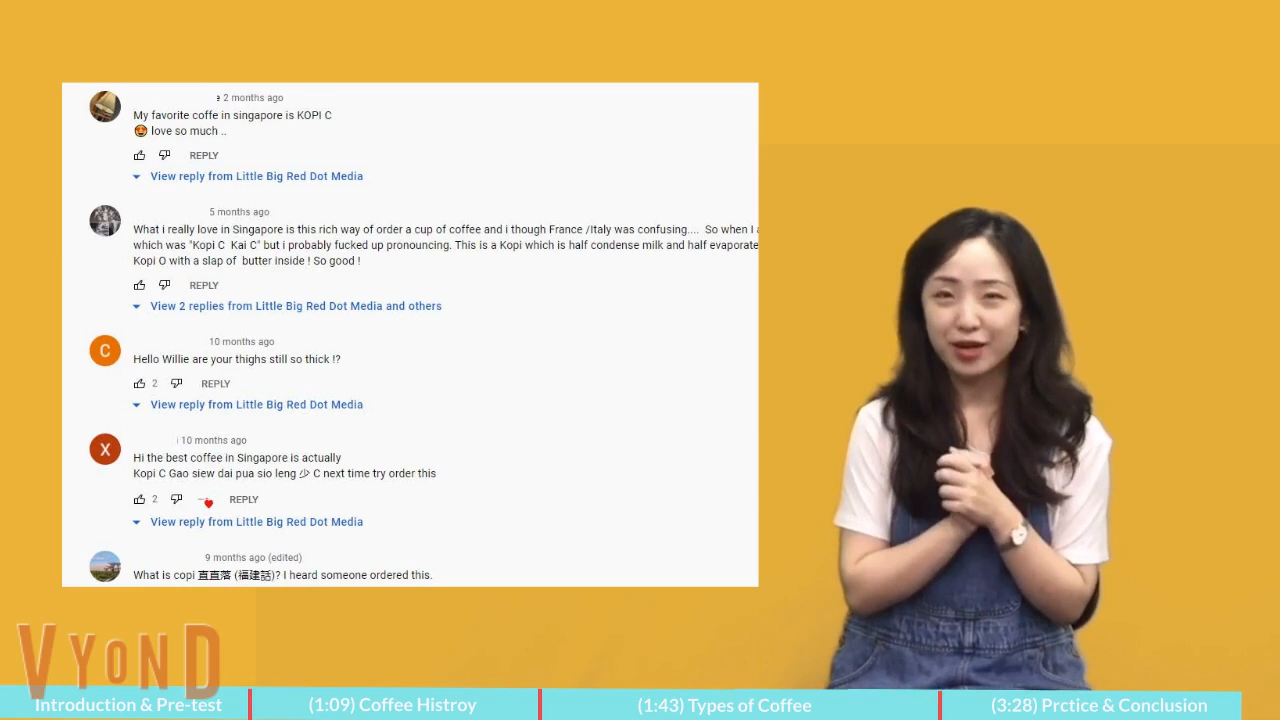 e 2 months ago
My favorite coffe in singapore is KOPI C
love so much ..
REPLY
View reply from Little Big Red Dot Media
5 months ago
What i really love in Singapore is this rich way of order a cup of coffee and i though France /Italy was confusing.... So when I
which was "Kopi C Kai C" but i probably fucked up pronouncing. This is a Kopi which is half condense milk and half evaporate
Kopi O with a slap of butter inside ! So good !
REPLY
View 2 replies from Little Big Red Dot Media and others
C
10 months ago
Hello Willie are your thighs still so thick !?
2 REPLY
View reply from Little Big Red Dot Media
X
10 months ago
Hi the best coffee in Singapore is actually
Kopi C Gao siew dai pua sio leng 少 C next time try order this
2 REPLY
View reply from Little Big Red Dot Media
9 months ago (edited)
What is copi 直直落 (福建話)? I heard someone ordered this.
VYOND
Introduction & Pre-test
(1:09) Coffee Histroy
(1:43) Types of Coffee
(3:28) Prctice & Conclusion